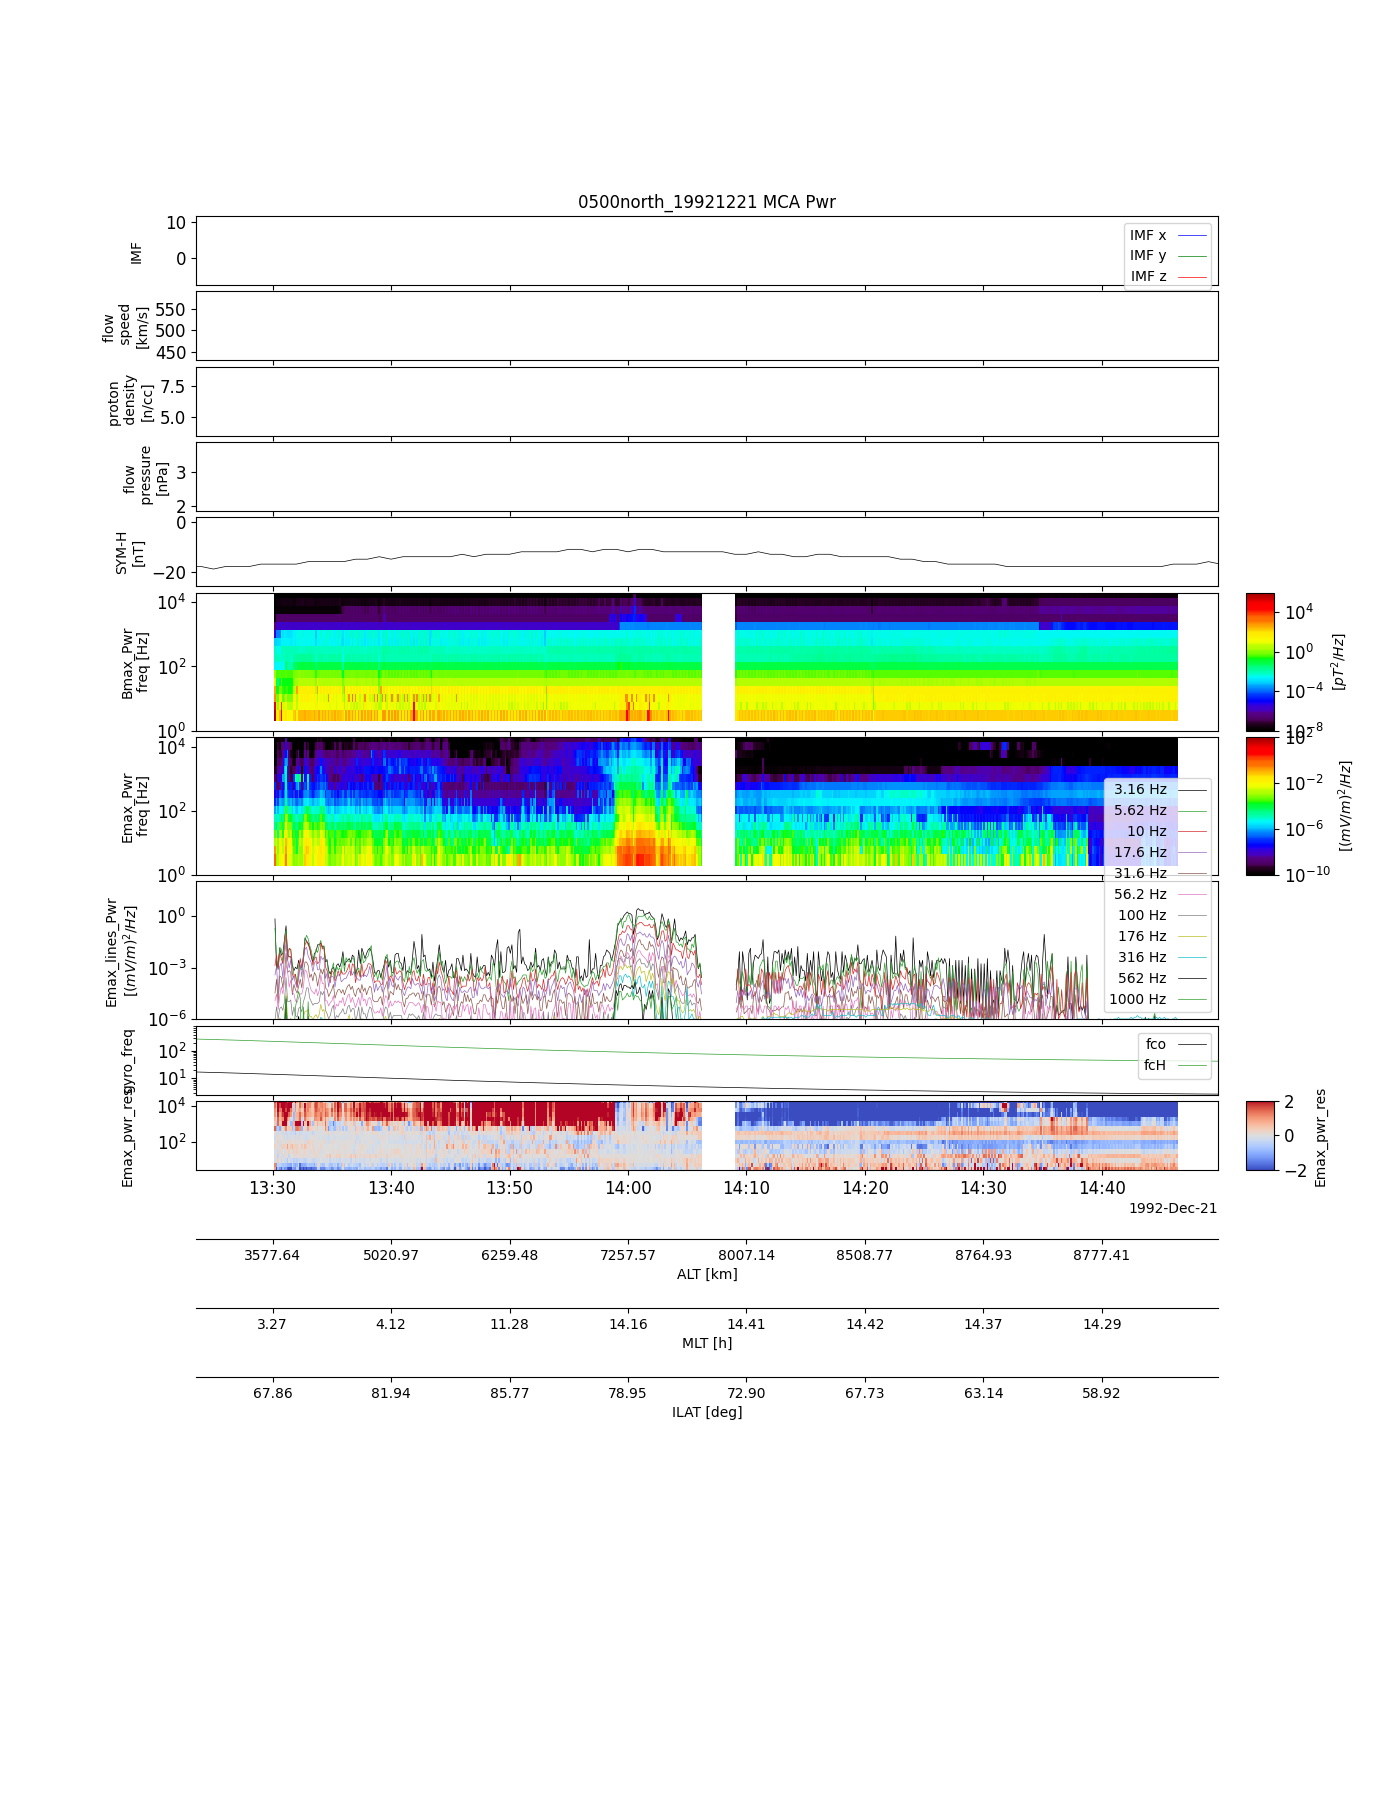 0500north_19921221 MCA Pwr
10
0
IMF
IMF x
IMF y
IMF z
550
500
450
flow
speed
[km/s]
7.5
5.0
proton
density
[n/cc]
3
2
flow
pressure
[nPa]
0
−20
SYM-H
[nT]
10^4
10^2
10^0
Bmax_Pwr
freq [Hz]
10^4
10^0
10^−4
10^−8
[pT^2/Hz]
10^4
10^2
10^0
Emax_Pwr
freq [Hz]
10^2
10^−2
10^−6
10^−10
[(mV/m)^2/Hz]
3.16 Hz
5.62 Hz
10 Hz
17.6 Hz
31.6 Hz
56.2 Hz
100 Hz
176 Hz
316 Hz
562 Hz
1000 Hz
10^0
10^−3
10^−6
Emax_lines_Pwr
[(mV/m)^2/Hz]
10^2
10^1
gyro_freq
fco
fcH
10^4
10^2
Emax_pwr_res
2
0
−2
Emax_pwr_res
13:30 13:40 13:50 14:00 14:10 14:20 14:30 14:40
1992-Dec-21
3577.64 5020.97 6259.48 7257.57 8007.14 8508.77 8764.93 8777.41
ALT [km]
3.27 4.12 11.28 14.16 14.41 14.42 14.37 14.29
MLT [h]
67.86 81.94 85.77 78.95 72.90 67.73 63.14 58.92
ILAT [deg]